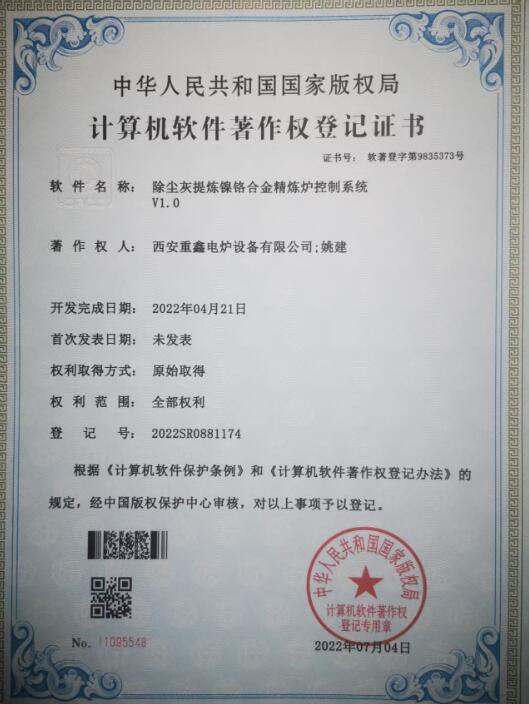 中华人民共和国国家版权局
计算机软件著作权登记证书
证书号： 软著登字第9835373号
软件名称： 除尘灰提炼镍铬合金精炼炉控制系统
V1.0
著作权人： 西安重鑫电炉设备有限公司;姚建
开发完成日期： 2022年04月21日
首次发表日期： 未发表
权利取得方式： 原始取得
权利范围： 全部权利
登记号： 2022SR0881174
根据《计算机软件保护条例》和《计算机软件著作权登记办法》的
规定，经中国版权保护中心审核，对以上事项予以登记。
中华人民共和国国家版权局
计算机软件著作权
登记专用章
No. 11095548
2022年07月04日